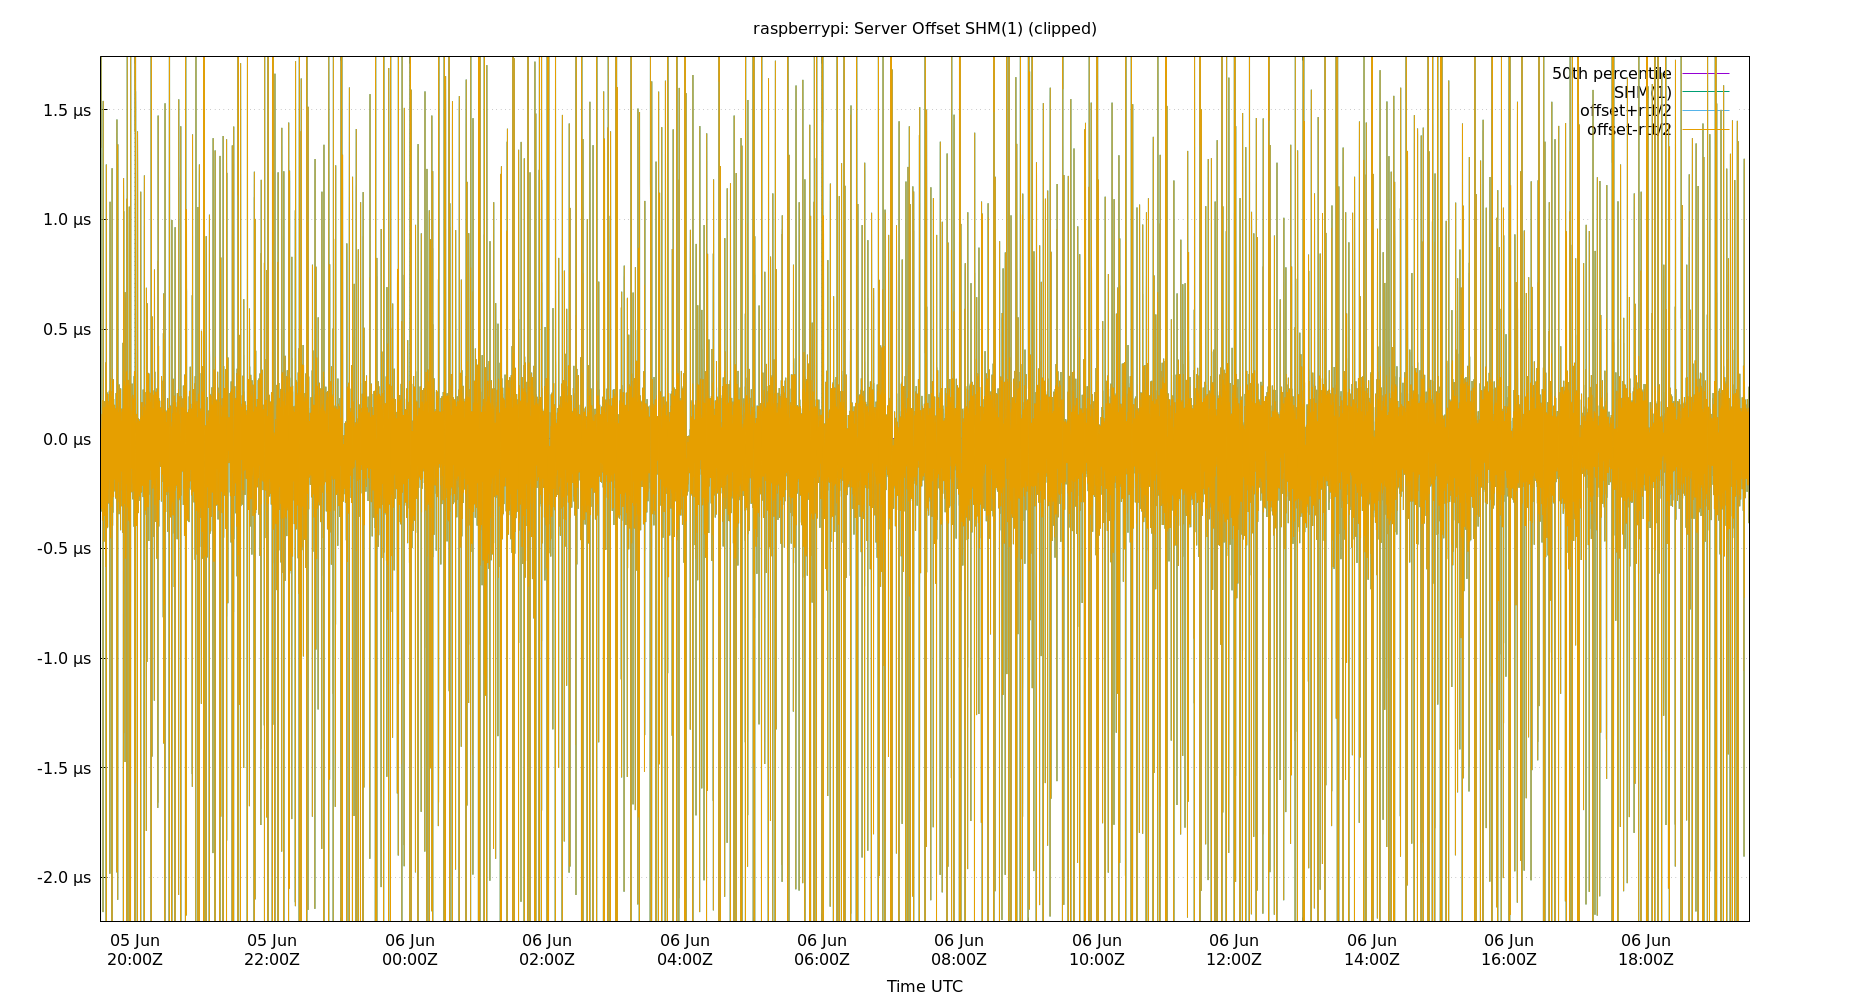 raspberrypi: Server Offset SHM(1) (clipped)
50th percentile
SHM(1)
offset+rtt/2
offset-rtt/2
1.5 µs
1.0 µs
0.5 µs
0.0 µs
-0.5 µs
-1.0 µs
-1.5 µs
-2.0 µs
05 Jun 05 Jun 06 Jun 06 Jun 06 Jun 06 Jun 06 Jun 06 Jun 06 Jun 06 Jun 06 Jun 06 Jun
20:00Z 22:00Z 00:00Z 02:00Z 04:00Z 06:00Z 08:00Z 10:00Z 12:00Z 14:00Z 16:00Z 18:00Z
Time UTC